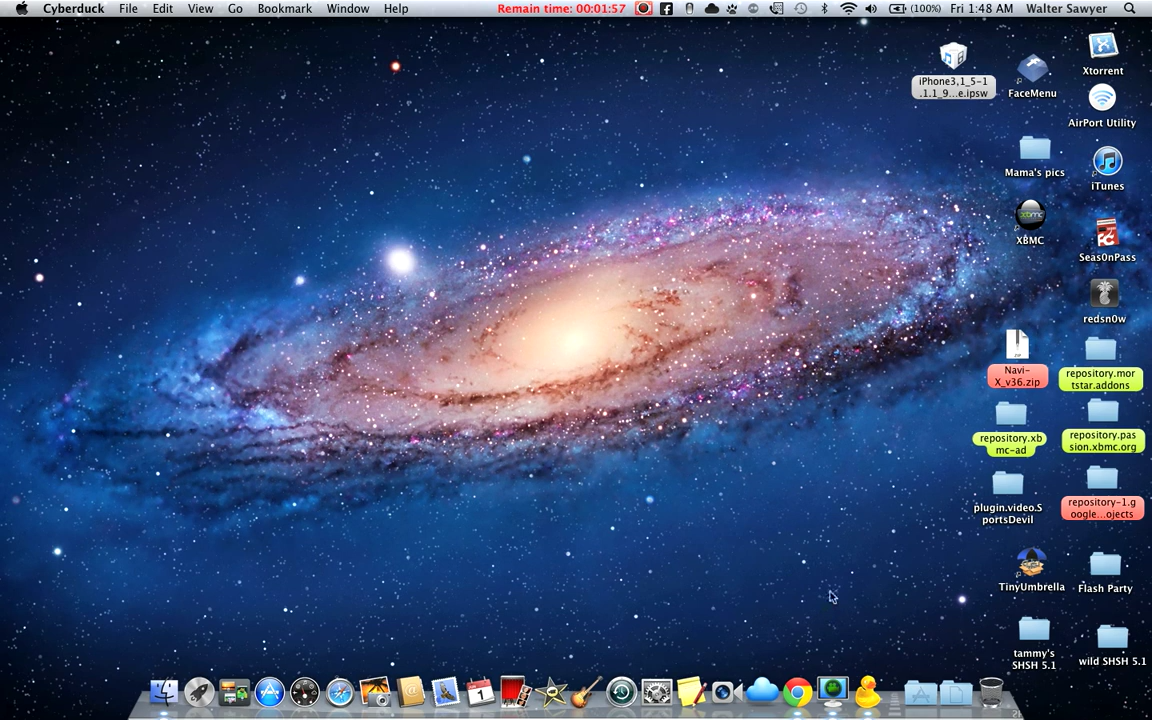 Cyberduck File Edit View Go Bookmark Window Help Remain time: 00:01:57 (100%) Fri 1:48 AM Walter Sawyer
iPhone3,1_5-1
.1.1_9...e.ipsw
FaceMenu
Xtorrent
AirPort Utility
Mama's pics
iTunes
XBMC
xbmc
SeasOnPass
redsn0w
Navi-
X_v36.zip
ZIP
repository.mor
tstar.addons
repository.xb
mc-ad
repository.pas
sion.xbmc.org
plugin.video.S
portsDevil
repository-1.g
oogle...ojects
TinyUmbrella
Flash Party
tammy's
SHSH 5.1
wild SHSH 5.1
1